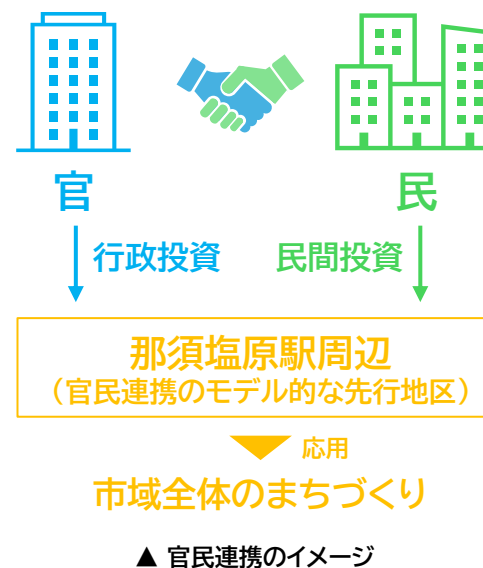 官
民
行政投資
民間投資
那須塩原駅周辺
（官民連携のモデル的な先行地区）
応用
市域全体のまちづくり
▲ 官民連携のイメージ